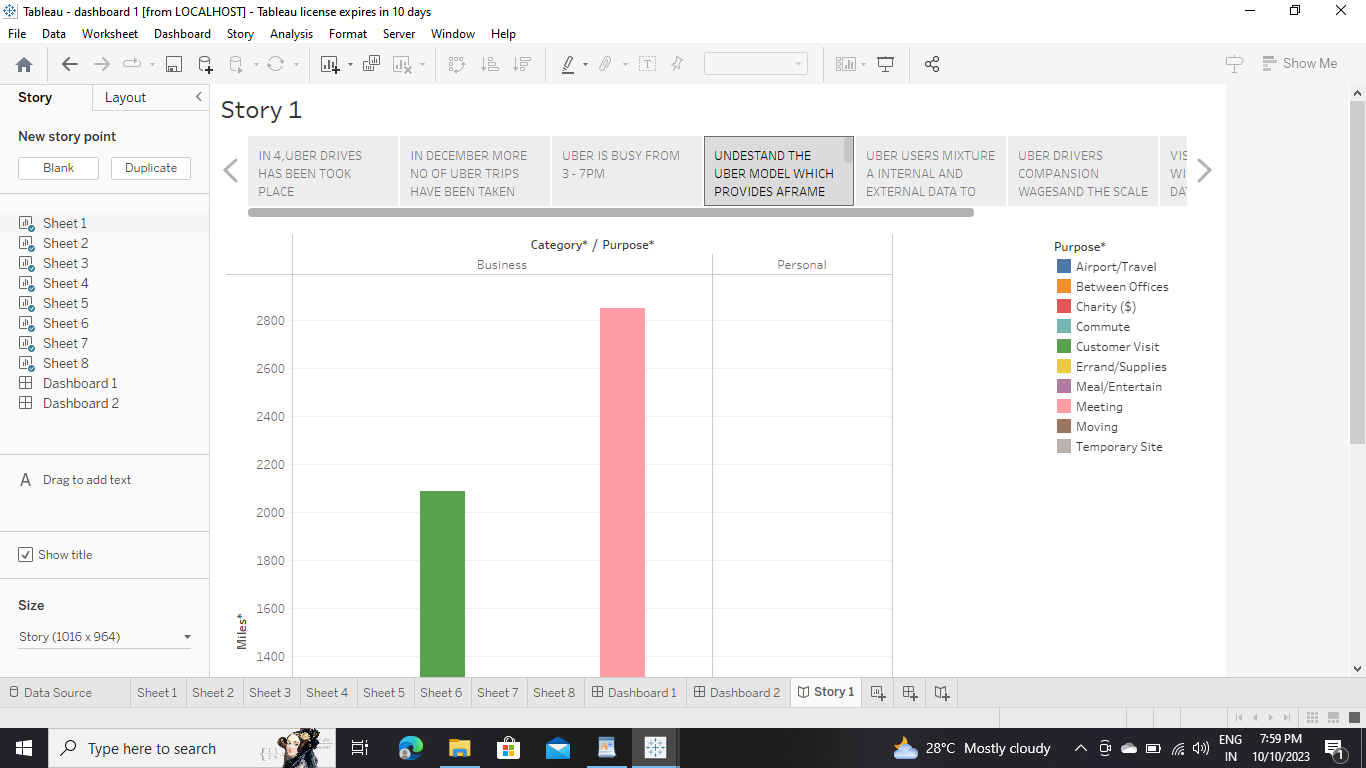 Tableau - dashboard 1 [from LOCALHOST] - Tableau license expires in 10 days
File Data Worksheet Dashboard Story Analysis Format Server Window Help
Show Me
Story Layout
New story point
Blank Duplicate
Sheet 1
Sheet 2
Sheet 3
Sheet 4
Sheet 5
Sheet 6
Sheet 7
Sheet 8
Dashboard 1
Dashboard 2
A Drag to add text
Show title
Size
Story (1016 x 964)
Story 1
IN 4,UBER DRIVES
HAS BEEN TOOK
PLACE
IN DECEMBER MORE
NO OF UBER TRIPS
HAVE BEEN TAKEN
UBER IS BUSY FROM
3 - 7PM
UNDESTAND THE
UBER MODEL WHICH
PROVIDES AFRAME
UBER USERS MIXTURE
A INTERNAL AND
EXTERNAL DATA TO
UBER DRIVERS
COMPANSION
WAGESAND THE SCALE
VIS
WI
DA
Category* / Purpose*
Business Personal
2800
2600
2400
2200
2000
1800
1600
1400
Miles*
Purpose*
Airport/Travel
Between Offices
Charity ($)
Commute
Customer Visit
Errand/Supplies
Meal/Entertain
Meeting
Moving
Temporary Site
Data Source Sheet 1 Sheet 2 Sheet 3 Sheet 4 Sheet 5 Sheet 6 Sheet 7 Sheet 8 Dashboard 1 Dashboard 2 Story 1
Type here to search
28°C Mostly cloudy
ENG
IN
7:59 PM
10/10/2023
1